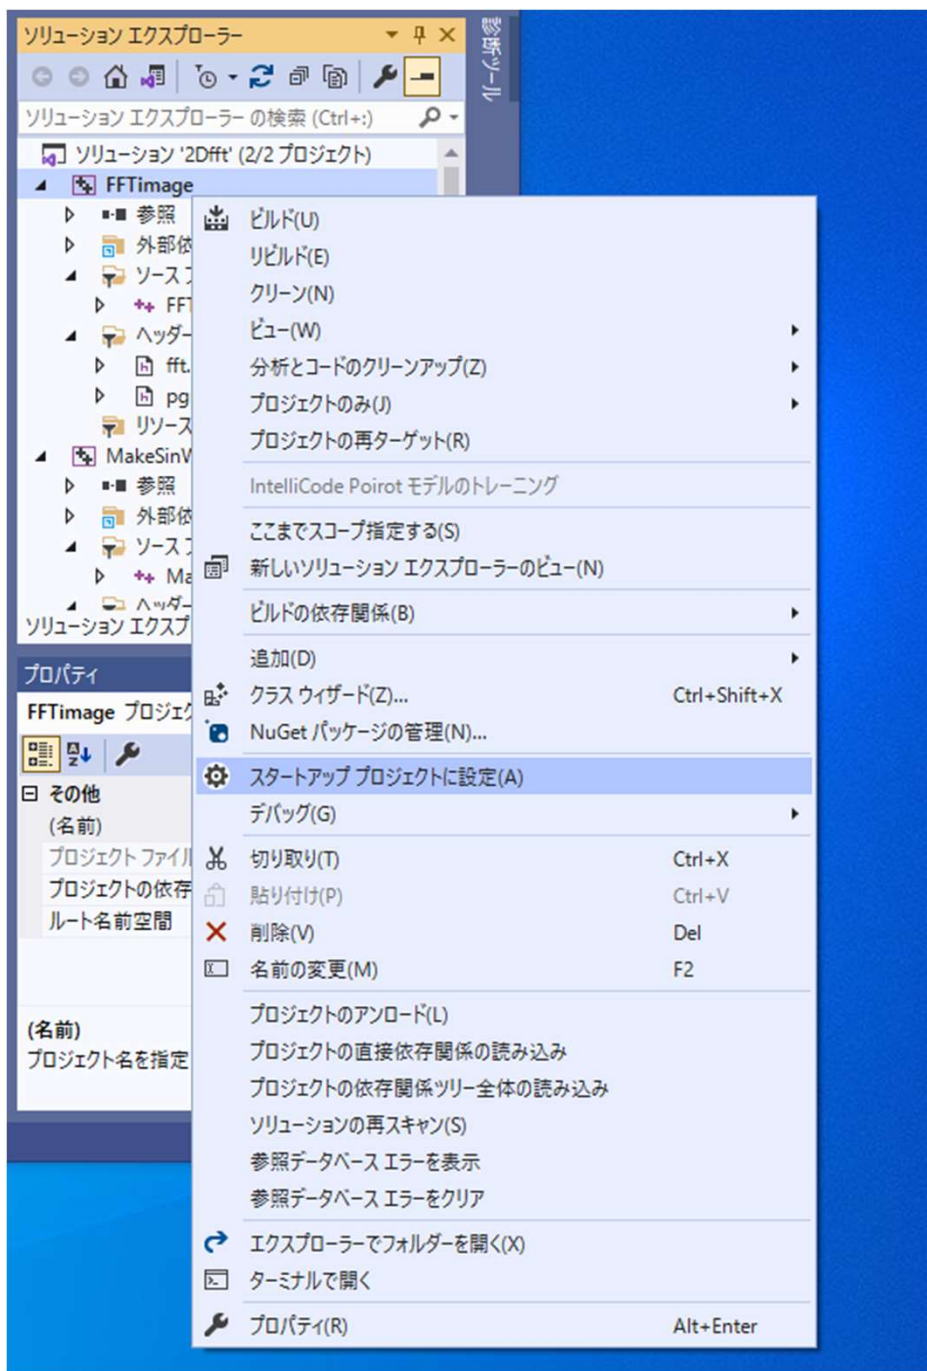 ソリューション エクスプローラー
診断ツール
ソリューション エクスプローラー の検索 (Ctrl+:)
ソリューション '2Dfft' (2/2 プロジェクト)
FFTimage
参照
外部依
ソース
FFT
ヘッダー
fft.
pg
リソース
MakeSinW
参照
外部依
ソース
Ma
ヘッダー
ソリューション エクスプ
プロパティ
FFTimage プロジェク
その他
(名前)
プロジェクト ファイル
プロジェクトの依存
ルート名前空間
(名前)
プロジェクト名を指定
ビルド(U)
リビルド(E)
クリーン(N)
ビュー(W)
分析とコードのクリーンアップ(Z)
プロジェクトのみ(J)
プロジェクトの再ターゲット(R)
IntelliCode Poirot モデルのトレーニング
ここまでスコープ指定する(S)
新しいソリューション エクスプローラーのビュー(N)
ビルドの依存関係(B)
追加(D)
クラス ウィザード(Z)... Ctrl+Shift+X
NuGet パッケージの管理(N)...
スタートアップ プロジェクトに設定(A)
デバッグ(G)
切り取り(T) Ctrl+X
貼り付け(P) Ctrl+V
削除(V) Del
名前の変更(M) F2
プロジェクトのアンロード(L)
プロジェクトの直接依存関係の読み込み
プロジェクトの依存関係ツリー全体の読み込み
ソリューションの再スキャン(S)
参照データベース エラーを表示
参照データベース エラーをクリア
エクスプローラーでフォルダーを開く(X)
ターミナルで開く
プロパティ(R) Alt+Enter